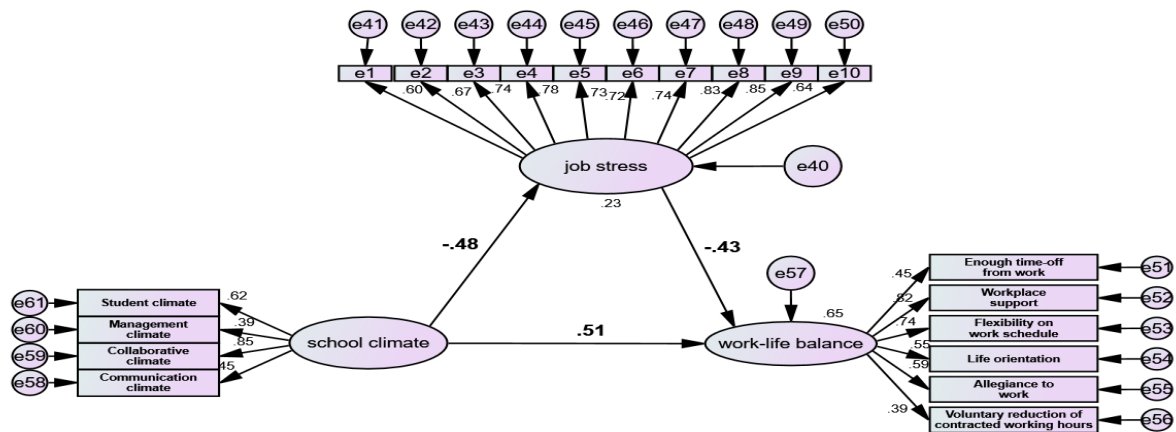 e41 e42 e43 e44 e45 e46 e47 e48 e49 e50
e1 e2 e3 e4 e5 e6 e7 e8 e9 e10
.60 .67 .74 .78 .73 .72 .74 .83 .85 .64
job stress
e40
.23
-.48
-.43
e57
.65
.51
school climate
work-life balance
e61
Student climate
.62
e60
Management
climate
.39
e59
Collaborative
climate
.85
e58
Communication
climate
.45
.45
Enough time-off
from work
e51
.82
Workplace
support
e52
.74
Flexibility on
work schedule
e53
.55
Life orientation
e54
.59
Allegiance to
work
e55
.39
Voluntary reduction of
contracted working hours
e56